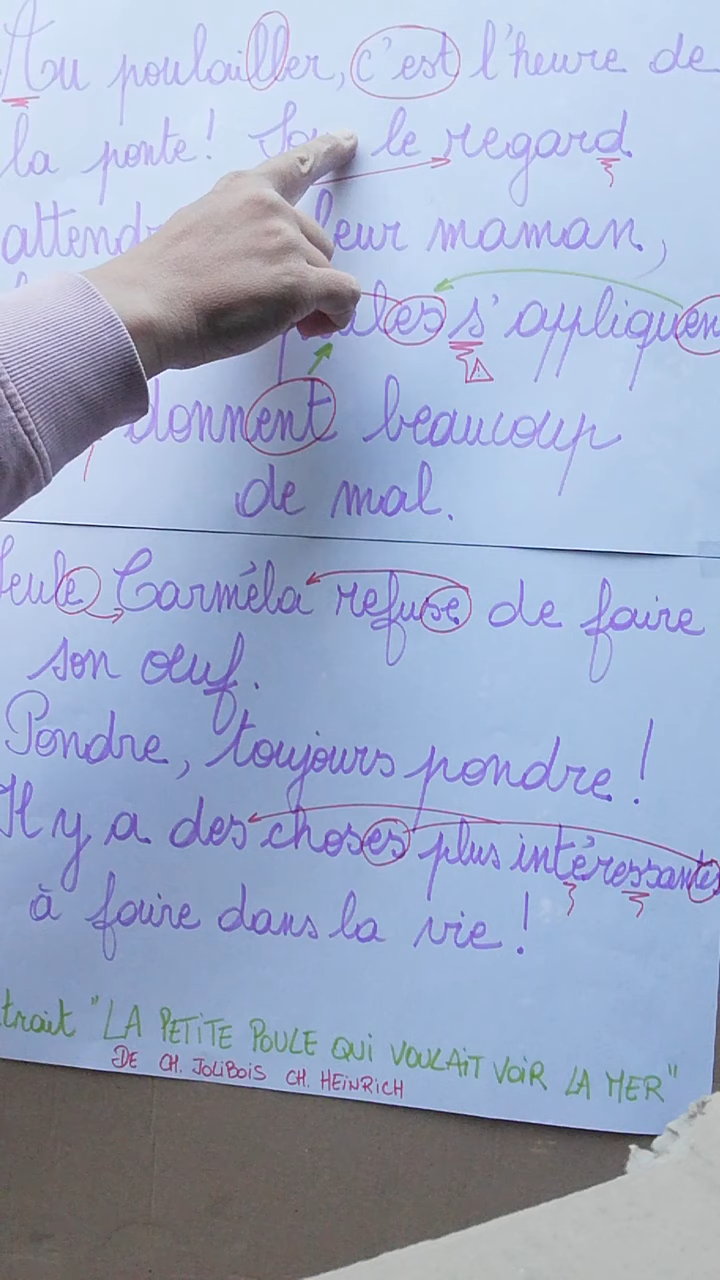 Au poulailler, c'est l'heure de
la ponte! le regard
leur maman,
s'appliquen
donnent beaucoup
de mal.
Seule Carméla refuse de faire
son œuf.
Pondre, toujours pondre!
Il y a des choses plus intéressantes
à faire dans la vie!
trait "LA PETITE POULE QUI VOULAIT VOIR LA MER"
DE CH. JOLIBOIS CH. HEINRICH